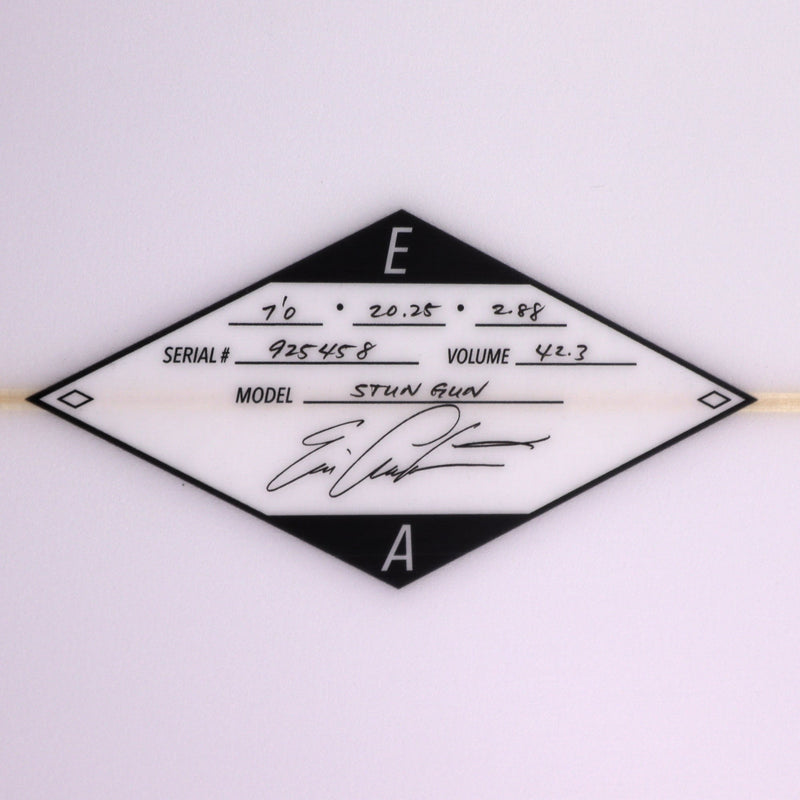 E
7'0 • 20.25 • 2.88
SERIAL # 925458 VOLUME 42.3
MODEL STUN GUN
A